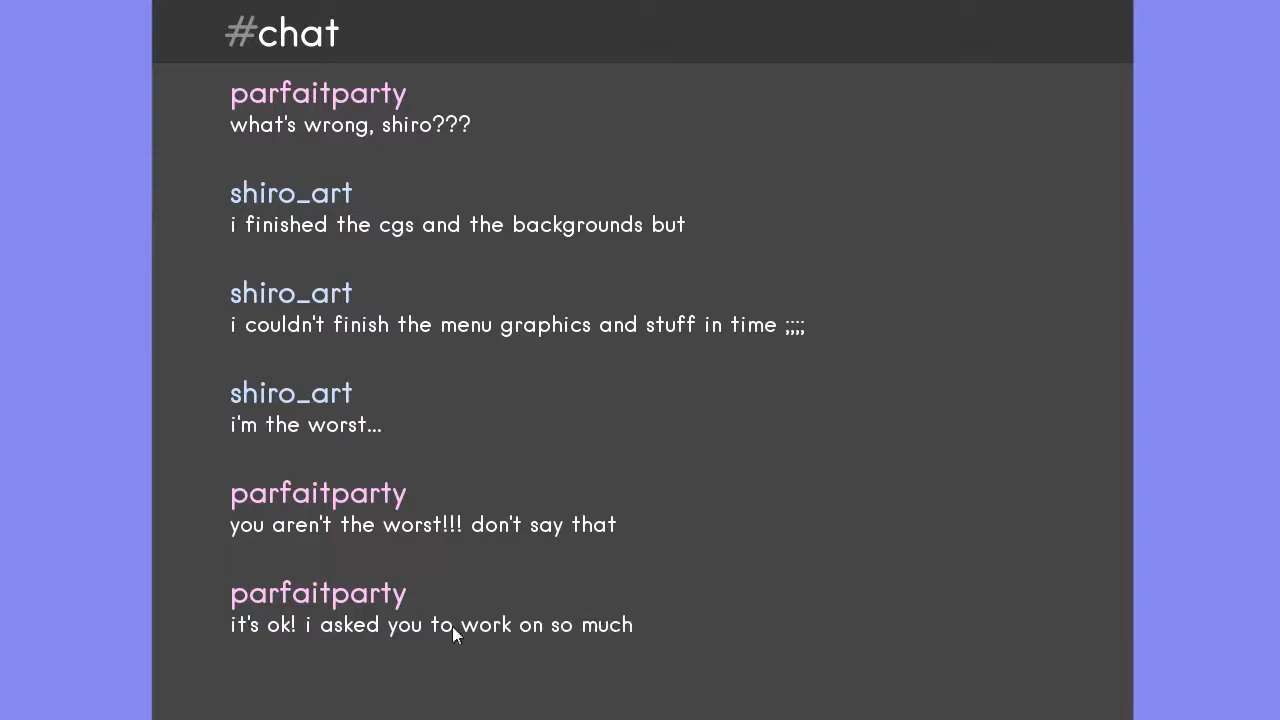 #chat
parfaitparty
what's wrong, shiro???
shiro_art
i finished the cgs and the backgrounds but
shiro_art
i couldn't finish the menu graphics and stuff in time ;;;;
shiro_art
i'm the worst...
parfaitparty
you aren't the worst!!! don't say that
parfaitparty
it's ok! i asked you to work on so much